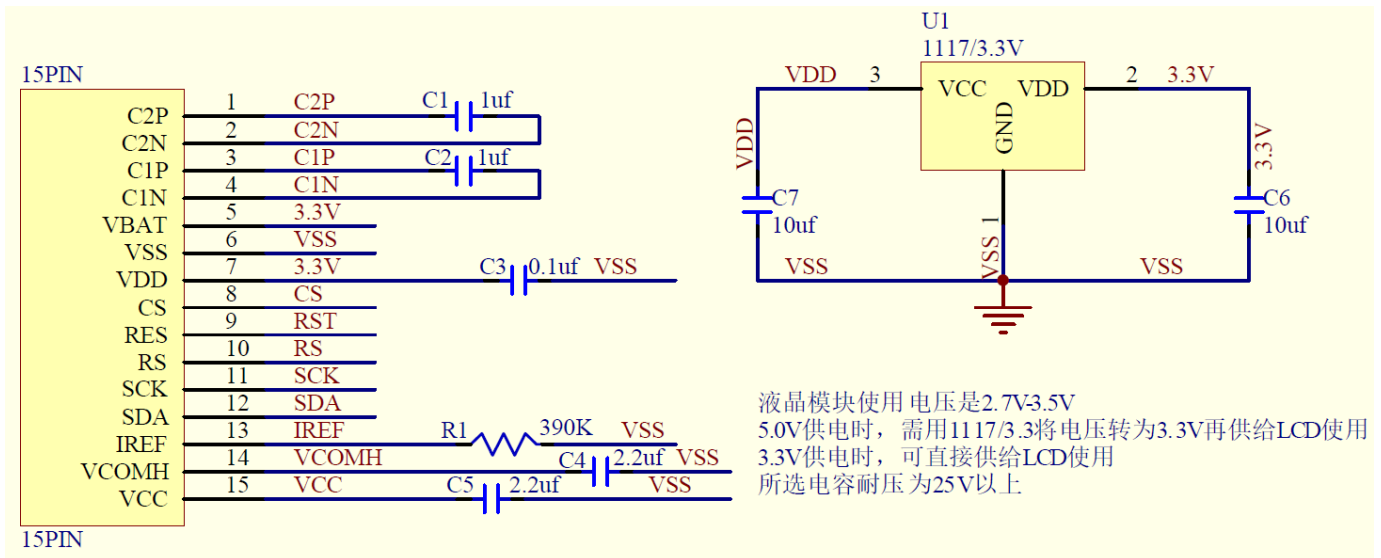 15PIN
C2P 1 C2P C1 1uf
C2N 2 C2N
C1P 3 C1P C2 1uf
C1N 4 C1N
VBAT 5 3.3V
VSS 6 VSS
VDD 7 3.3V C3 0.1uf VSS
CS 8 CS
RES 9 RST
RS 10 RS
SCK 11 SCK
SDA 12 SDA
IREF 13 IREF R1 390K VSS
VCOMH 14 VCOMH C4 2.2uf VSS
VCC 15 VCC C5 2.2uf VSS
15PIN
U1
1117/3.3V
VDD 3 VCC VDD 2 3.3V
GND
VDD
3.3V
C7
10uf
C6
10uf
1
VSS
VSS
VSS
液晶模块使用电压是2.7V-3.5V
5.0V供电时，需用1117/3.3将电压转为3.3V再供给LCD使用
3.3V供电时，可直接供给LCD使用
所选电容耐压为25V以上